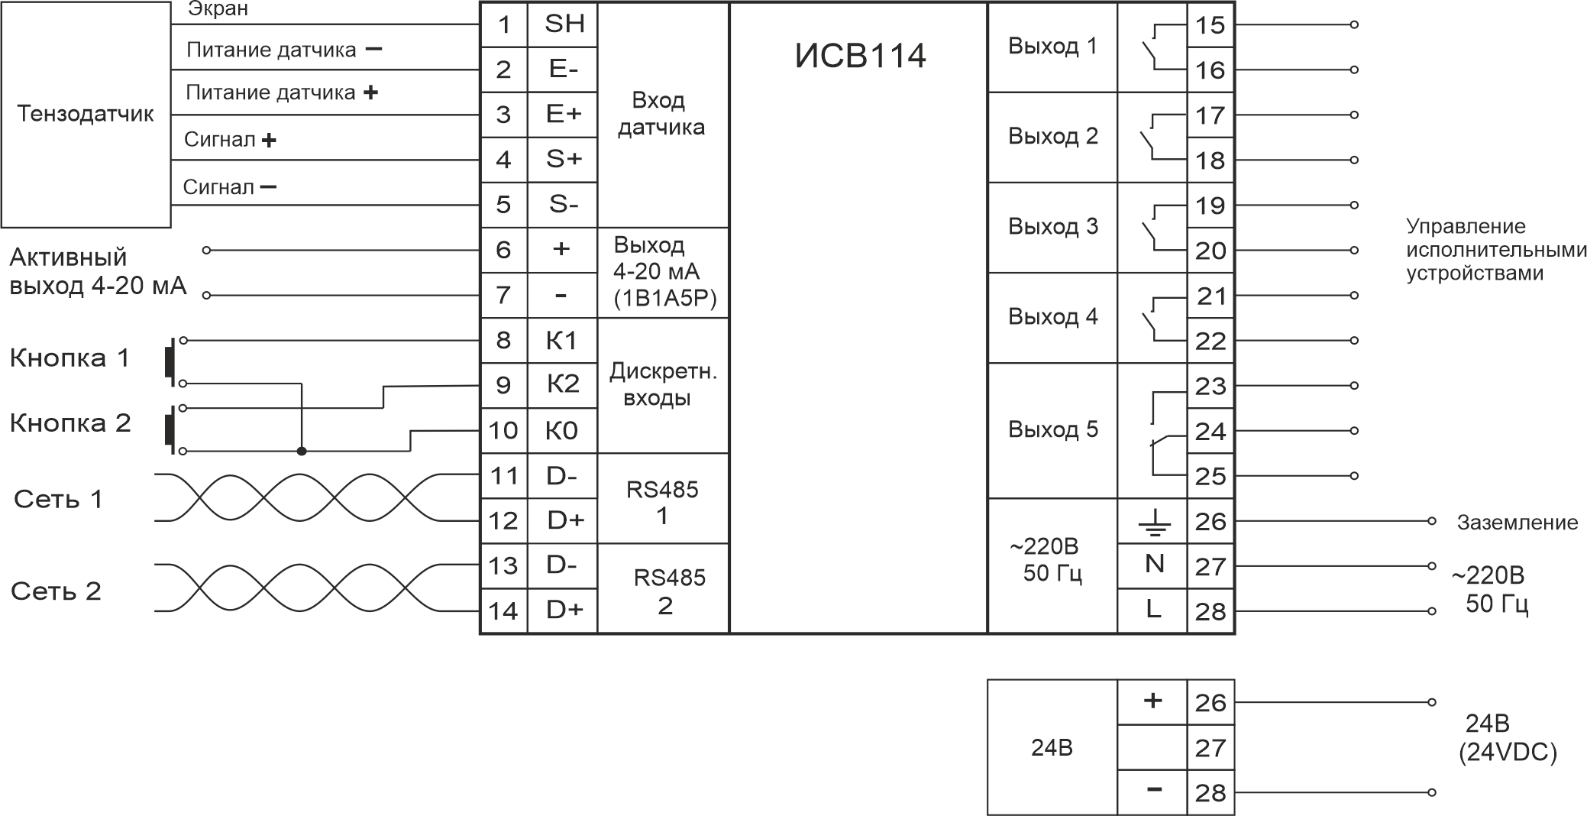 Экран
Питание датчика −
Питание датчика +
Тензодатчик
Сигнал +
Сигнал −
Активный
выход 4-20 мА
Кнопка 1
Кнопка 2
Сеть 1
Сеть 2
1 SH
2 E-
3 E+
4 S+
5 S-
Вход
датчика
6 +
7 -
Выход
4-20 мА
(1В1А5Р)
8 К1
9 К2
10 К0
Дискретн.
входы
11 D-
12 D+
RS485
1
13 D-
14 D+
RS485
2
ИСВ114
Выход 1
15
16
Выход 2
17
18
Выход 3
19
20
Выход 4
21
22
Выход 5
23
24
25
~220В
50 Гц
26
N 27
L 28
Управление
исполнительными
устройствами
Заземление
~220В
50 Гц
24В
+ 26
27
− 28
24В
(24VDC)